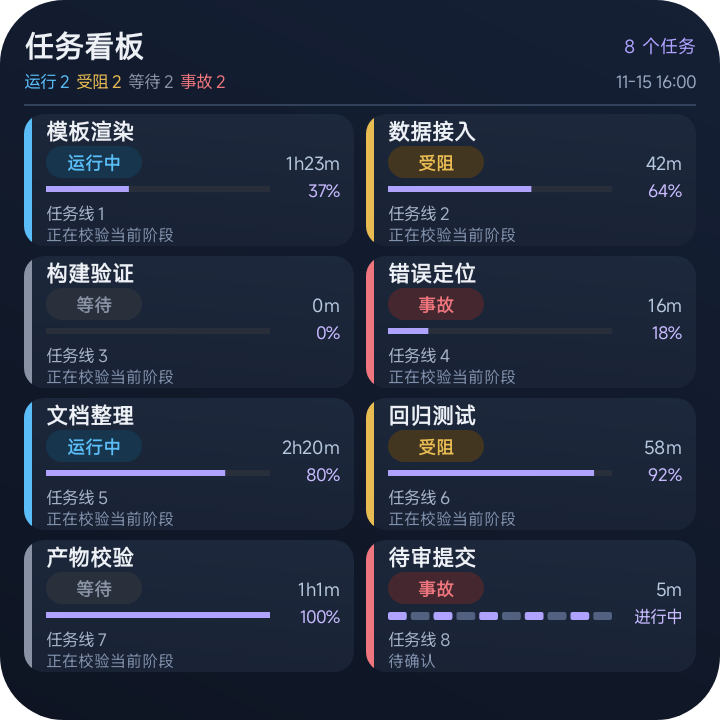 任务看板
8 个任务
运行 2 受阻 2 等待 2 事故 2
11-15 16:00
模板渲染
运行中
1h23m
37%
任务线 1
正在校验当前阶段
数据接入
受阻
42m
64%
任务线 2
正在校验当前阶段
构建验证
等待
0m
0%
任务线 3
正在校验当前阶段
错误定位
事故
16m
18%
任务线 4
正在校验当前阶段
文档整理
运行中
2h20m
80%
任务线 5
正在校验当前阶段
回归测试
受阻
58m
92%
任务线 6
正在校验当前阶段
产物校验
等待
1h1m
100%
任务线 7
正在校验当前阶段
待审提交
事故
5m
进行中
任务线 8
待确认